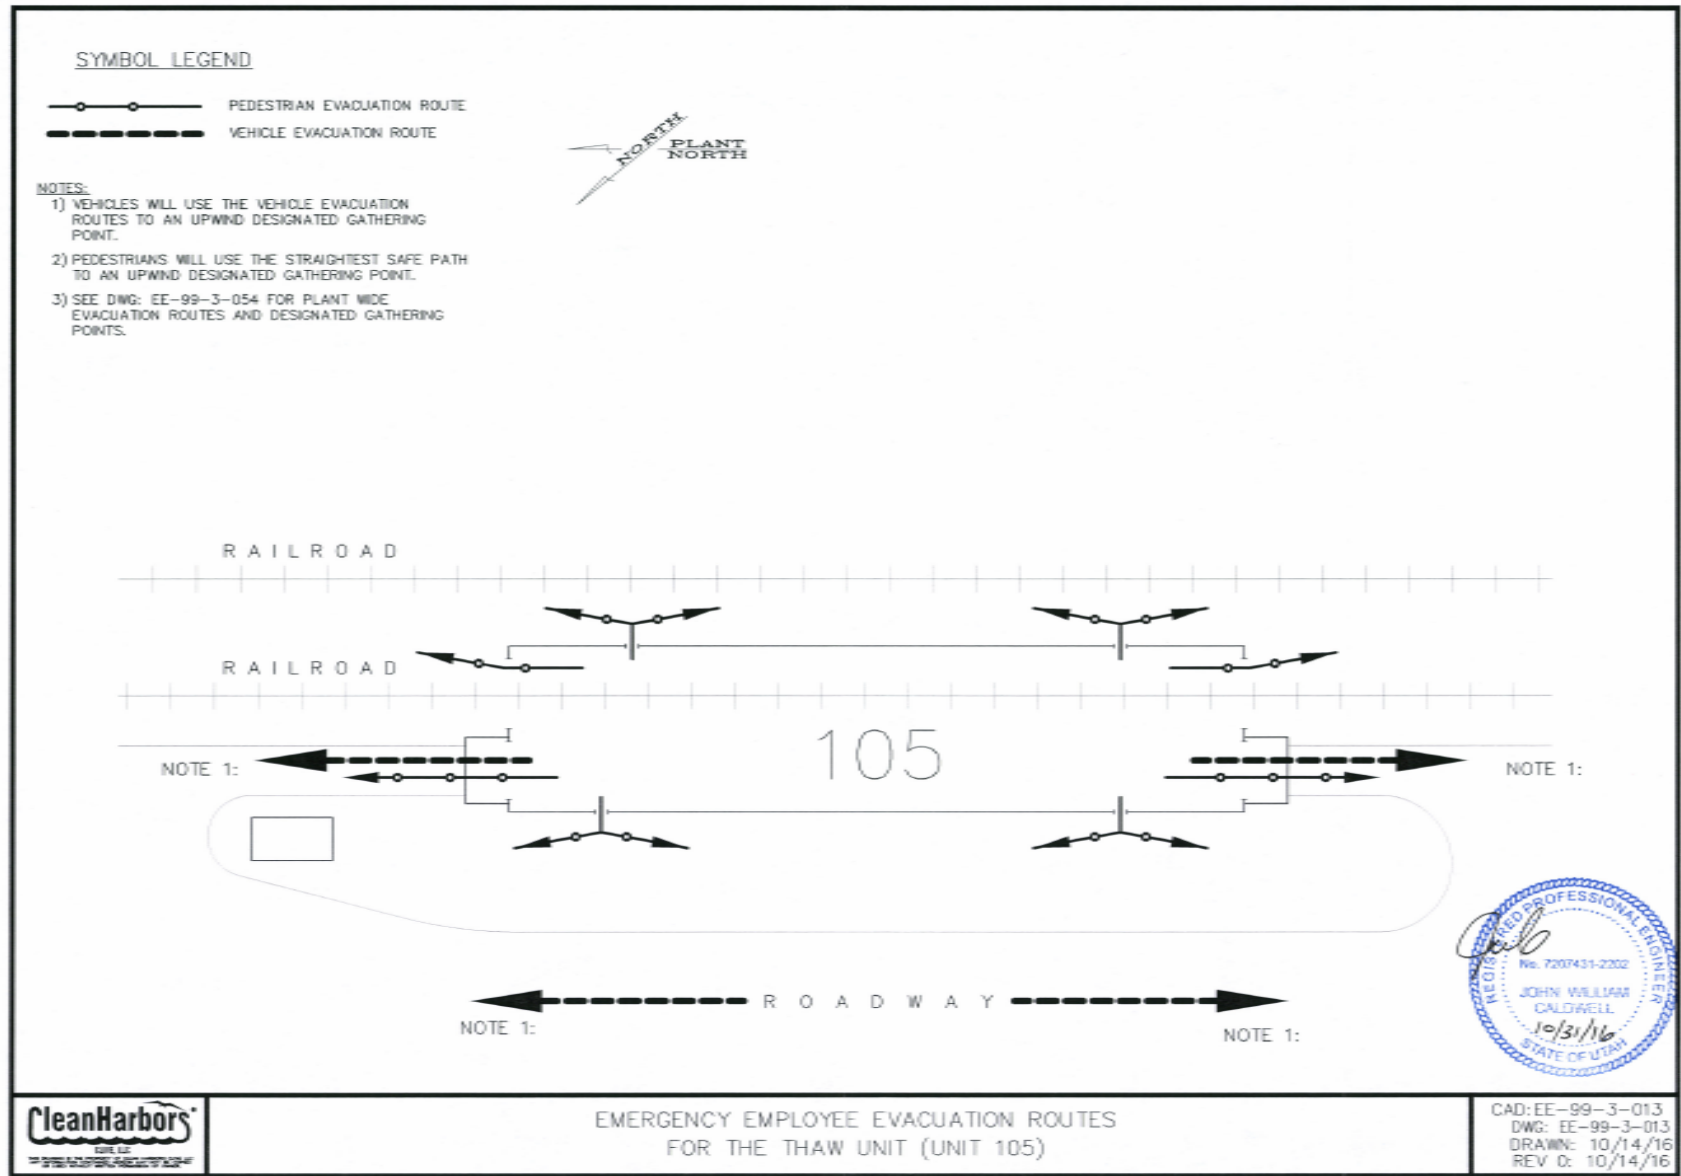 SYMBOL LEGEND
PEDESTRIAN EVACUATION ROUTE
VEHICLE EVACUATION ROUTE
NORTH
PLANT
NORTH
NOTES:
1) VEHICLES WILL USE THE VEHICLE EVACUATION
ROUTES TO AN UPWIND DESIGNATED GATHERING
POINT.
2) PEDESTRIANS WILL USE THE STRAIGHTEST SAFE PATH
TO AN UPWIND DESIGNATED GATHERING POINT.
3) SEE DWG: EE-99-3-054 FOR PLANT WIDE
EVACUATION ROUTES AND DESIGNATED GATHERING
POINTS.
RAILROAD
RAILROAD
105
NOTE 1:
NOTE 1:
ROADWAY
NOTE 1:
NOTE 1:
REGISTERED PROFESSIONAL ENGINEER
No. 7207431-2202
JOHN WILLIAM
CALDWELL
10/31/16
STATE OF UTAH
CleanHarbors
EMERGENCY EMPLOYEE EVACUATION ROUTES
FOR THE THAW UNIT (UNIT 105)
CAD: EE-99-3-013
DWG: EE-99-3-013
DRAWN: 10/14/16
REV 0: 10/14/16